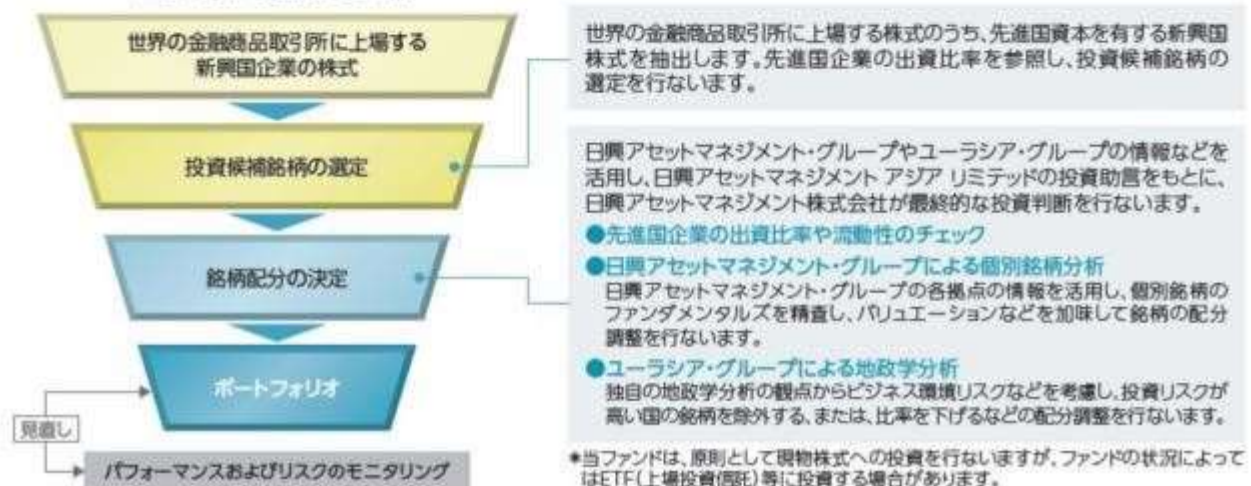 世界の金融商品取引所に上場する
新興国企業の株式
投資候補銘柄の選定
銘柄配分の決定
ポートフォリオ
見直し
パフォーマンスおよびリスクのモニタリング
世界の金融商品取引所に上場する株式のうち、先進国資本を有する新興国
株式を抽出します。先進国企業の出資比率を参照し、投資候補銘柄の
選定を行ないます。
日興アセットマネジメント・グループやユーラシア・グループの情報などを
活用し、日興アセットマネジメント アジア リミテッドの投資助言をもとに、
日興アセットマネジメント株式会社が最終的な投資判断を行ないます。
●先進国企業の出資比率や流動性のチェック
●日興アセットマネジメント・グループによる個別銘柄分析
日興アセットマネジメント・グループの各拠点の情報を活用し、個別銘柄の
ファンダメンタルズを精査し、バリュエーションなどを加味して銘柄の配分
調整を行ないます。
●ユーラシア・グループによる地政学分析
独自の地政学分析の観点からビジネス環境リスクなどを考慮し、投資リスクが
高い国の銘柄を除外する、または、比率を下げるなどの配分調整を行ないます。
*当ファンドは、原則として現物株式への投資を行ないますが、ファンドの状況によって
はETF(上場投資信託)等に投資する場合があります。